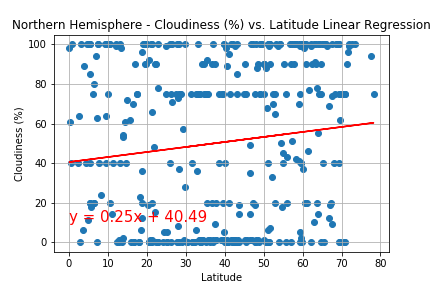 Northern Hemisphere - Cloudiness (%) vs. Latitude Linear Regression
100
80
60
40
20
0
Cloudiness (%)
y = 0.25x + 40.49
0 10 20 30 40 50 60 70 80
Latitude